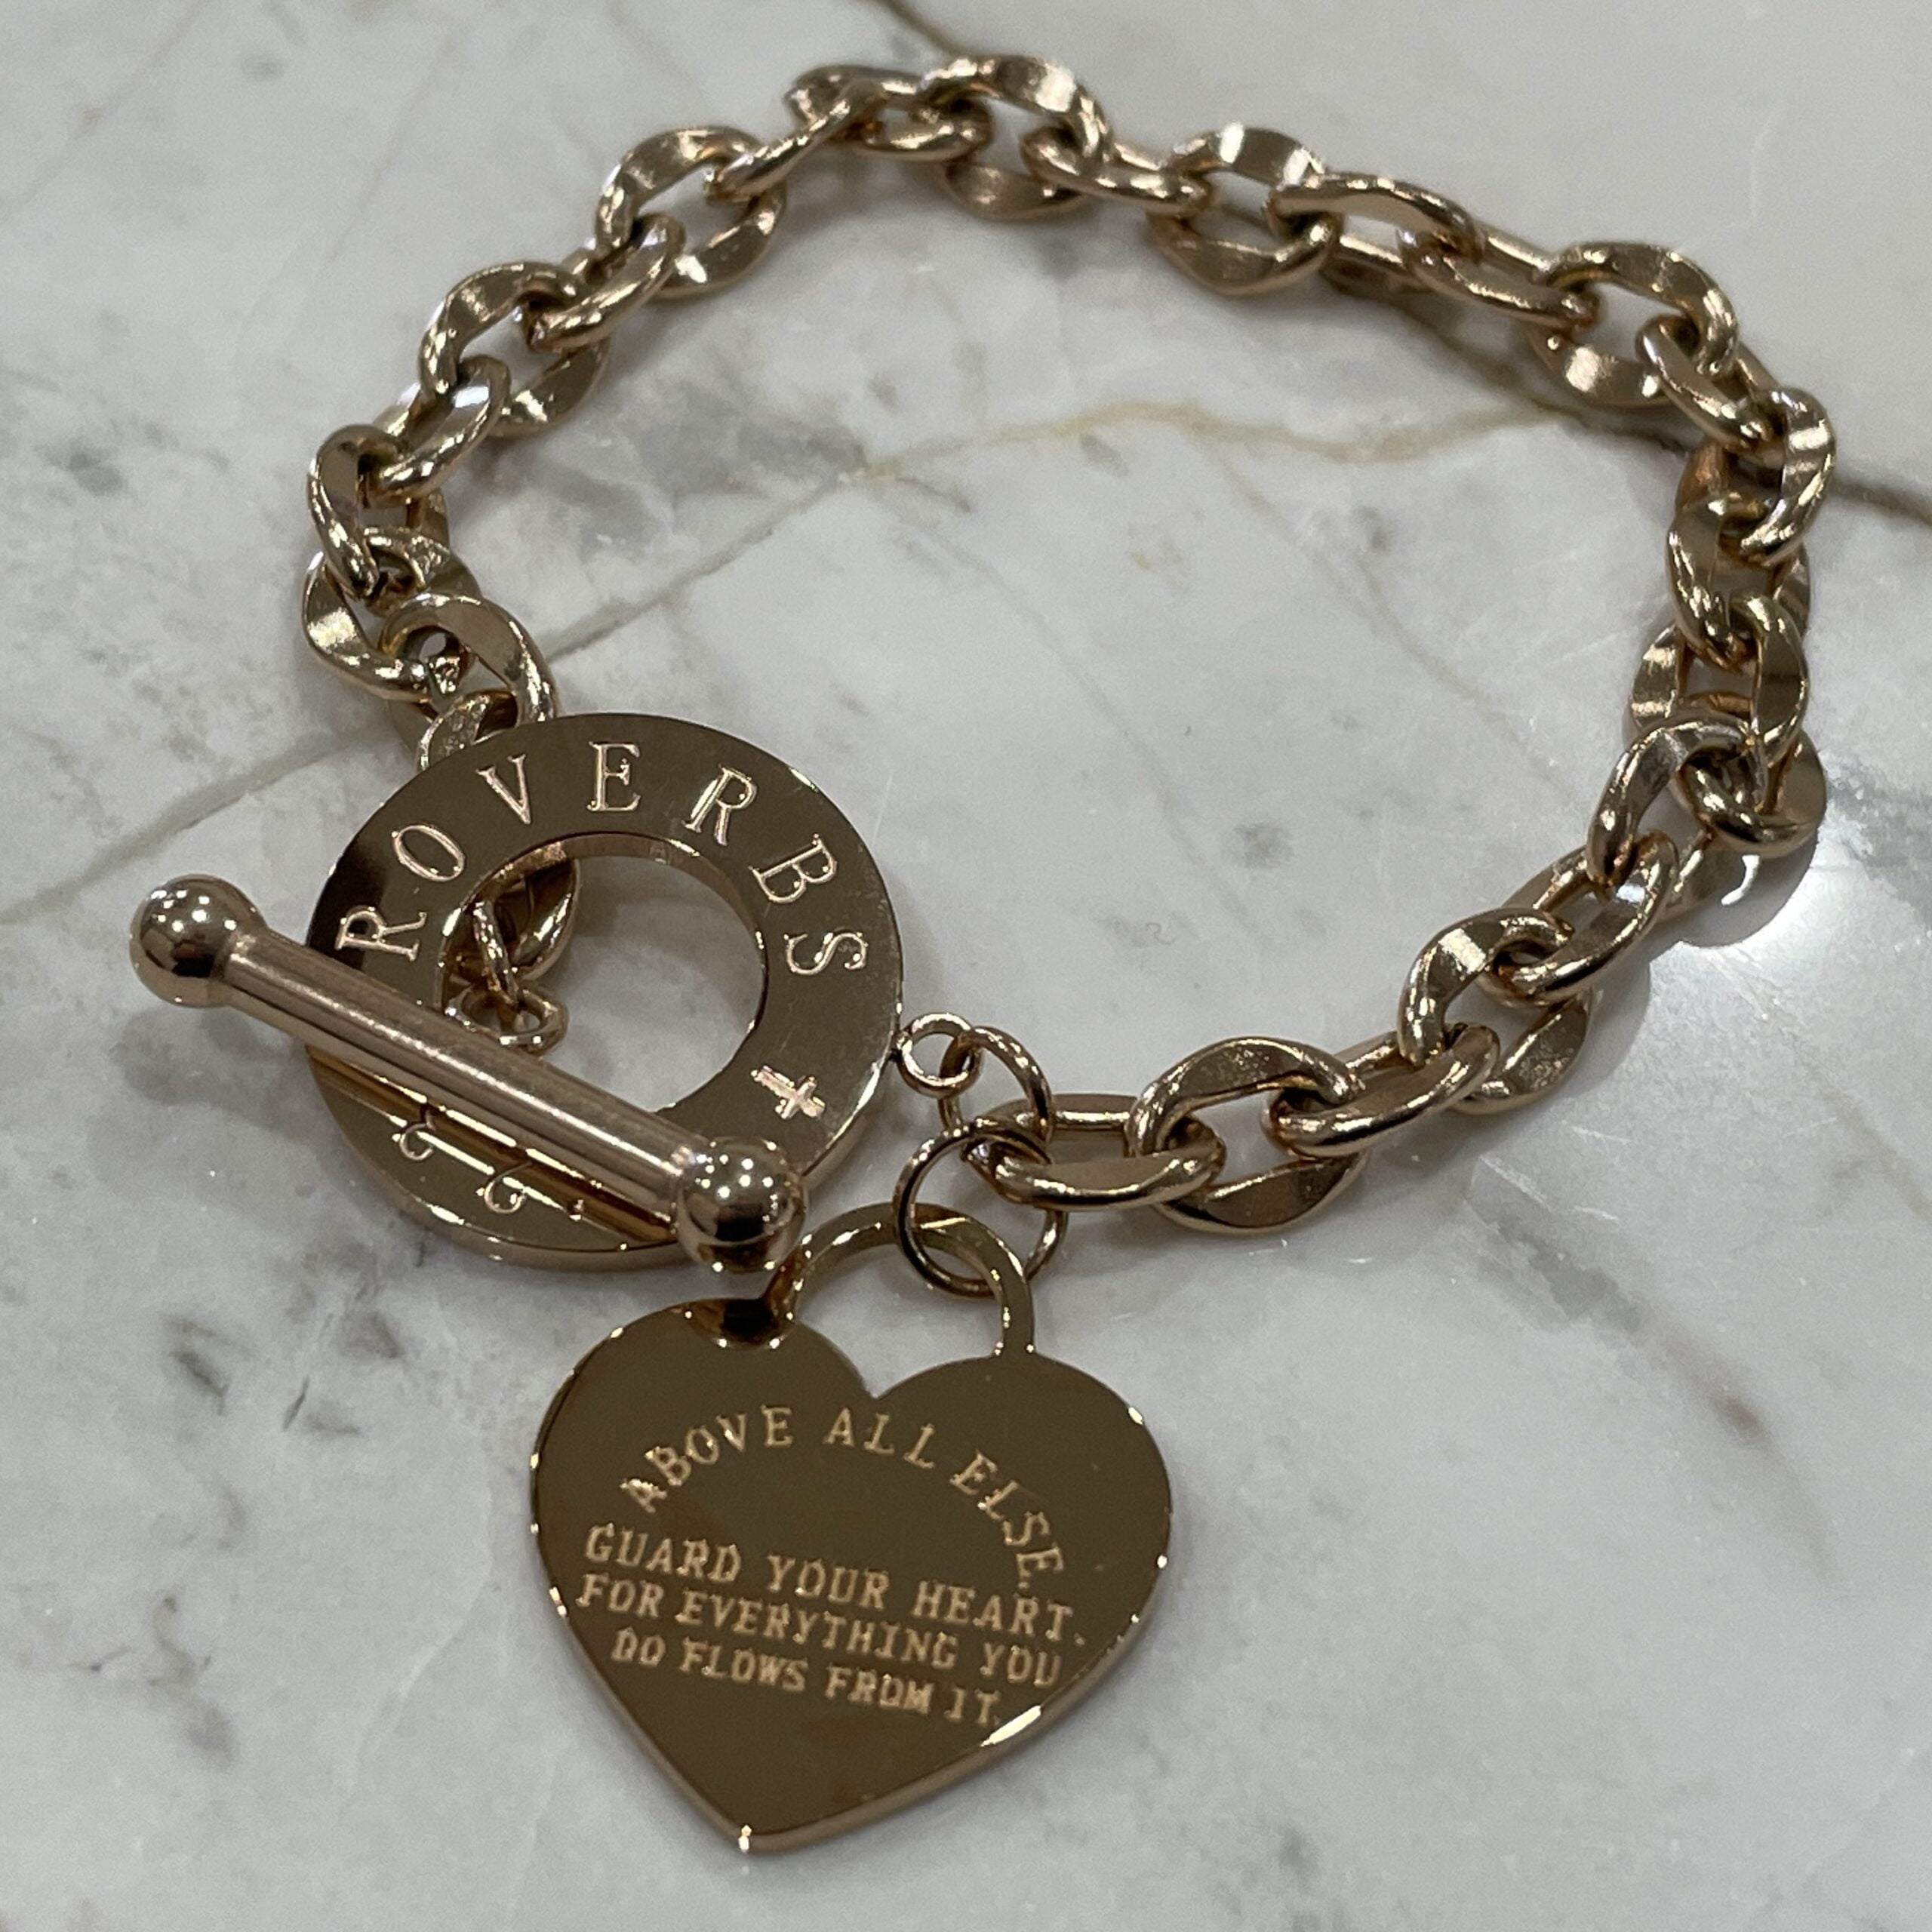 ROVERBS
ABOVE ALL ELSE,
GUARD YOUR HEART.
FOR EVERYTHING YOU
DO FLOWS FROM IT.